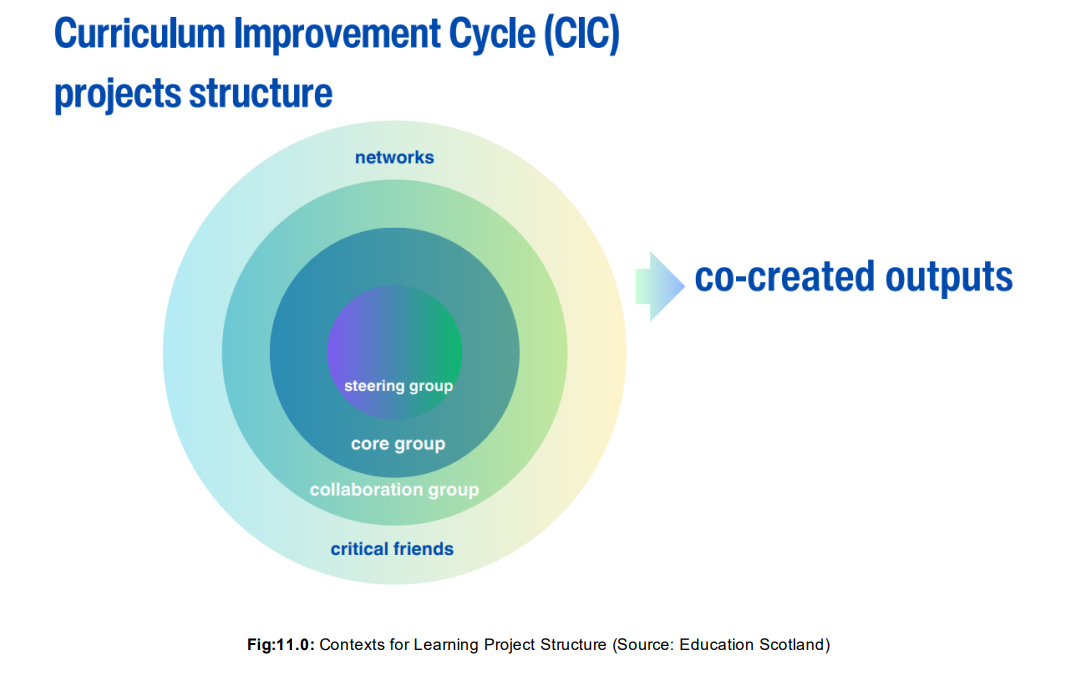 Curriculum Improvement Cycle (CIC)
projects structure
networks
co-created outputs
steering group
core group
collaboration group
critical friends
Fig:11.0: Contexts for Learning Project Structure (Source: Education Scotland)